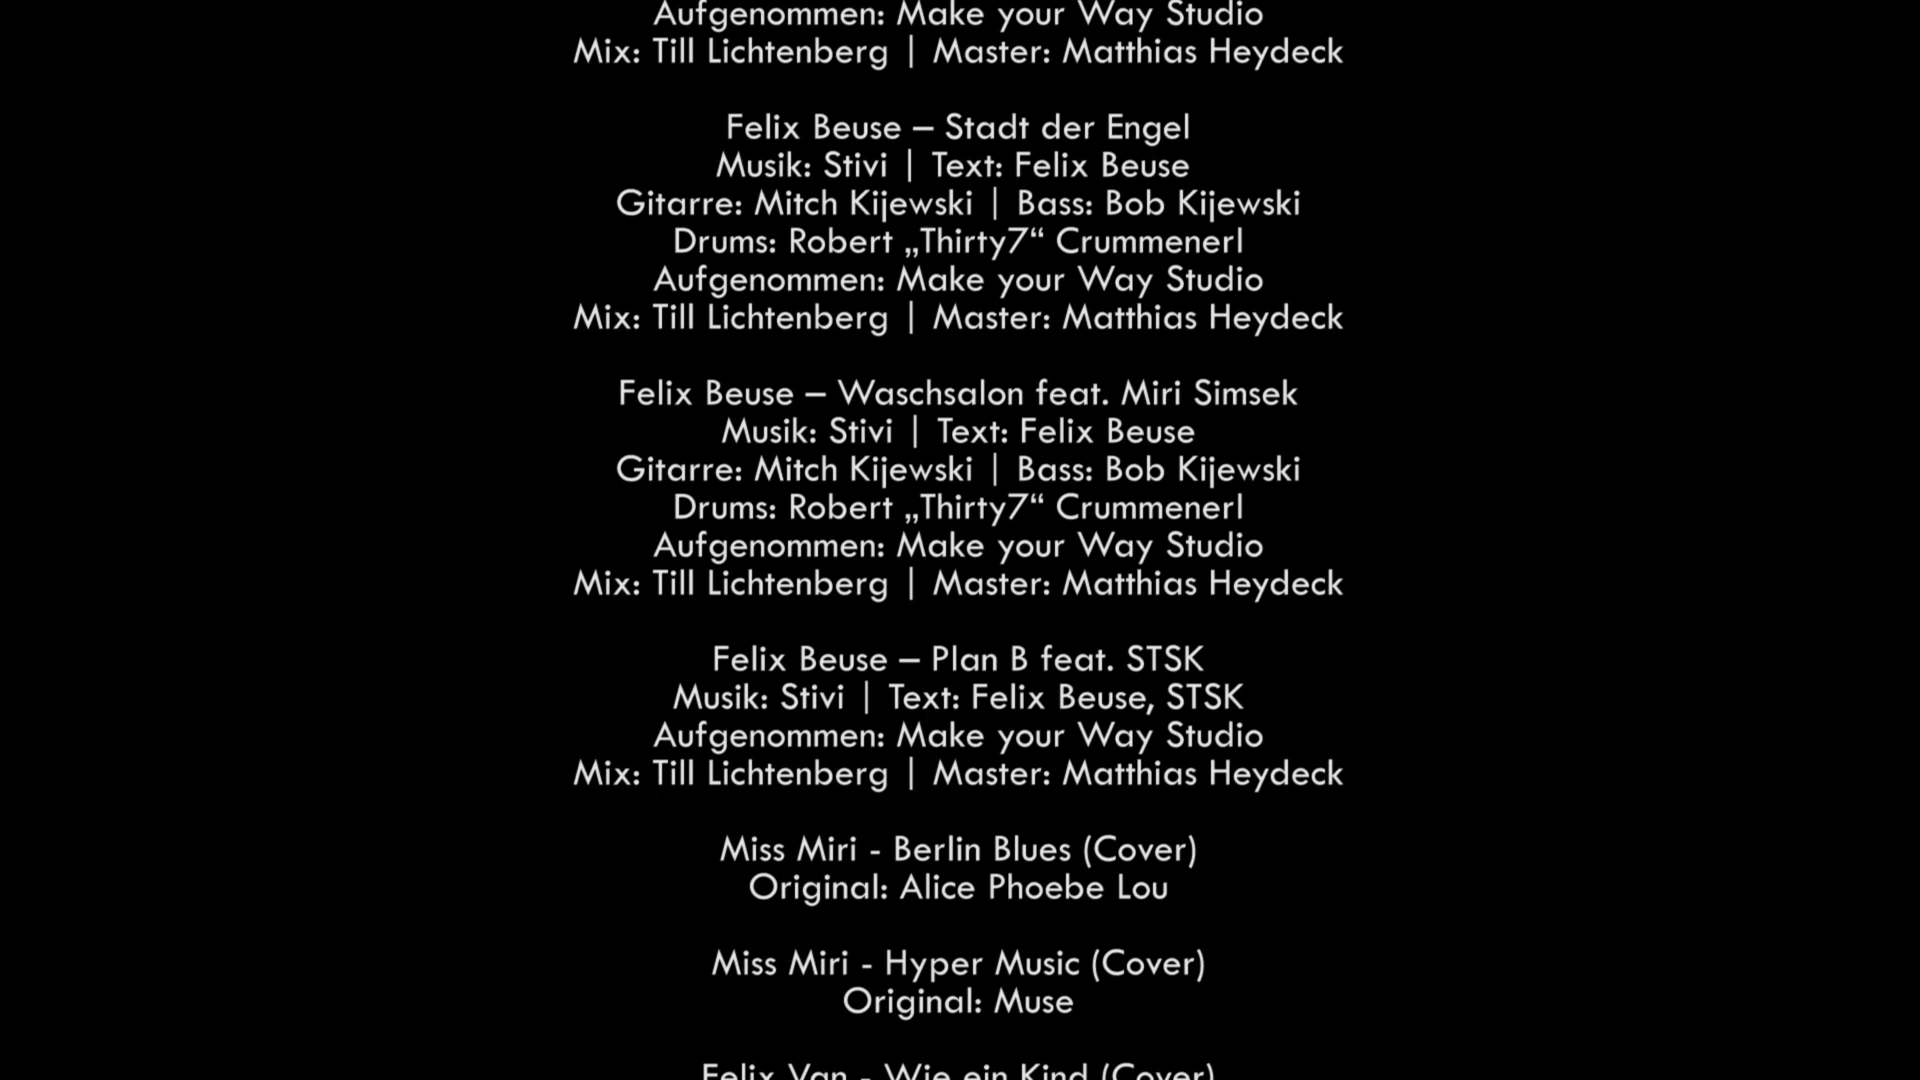 Aufgenommen: Make your Way Studio
Mix: Till Lichtenberg | Master: Matthias Heydeck
Felix Beuse – Stadt der Engel
Musik: Stivi | Text: Felix Beuse
Gitarre: Mitch Kijewski | Bass: Bob Kijewski
Drums: Robert „Thirty7“ Crummenerl
Aufgenommen: Make your Way Studio
Mix: Till Lichtenberg | Master: Matthias Heydeck
Felix Beuse – Waschsalon feat. Miri Simsek
Musik: Stivi | Text: Felix Beuse
Gitarre: Mitch Kijewski | Bass: Bob Kijewski
Drums: Robert „Thirty7“ Crummenerl
Aufgenommen: Make your Way Studio
Mix: Till Lichtenberg | Master: Matthias Heydeck
Felix Beuse – Plan B feat. STSK
Musik: Stivi | Text: Felix Beuse, STSK
Aufgenommen: Make your Way Studio
Mix: Till Lichtenberg | Master: Matthias Heydeck
Miss Miri - Berlin Blues (Cover)
Original: Alice Phoebe Lou
Miss Miri - Hyper Music (Cover)
Original: Muse
Felix Van - Wie ein Kind (Cover)